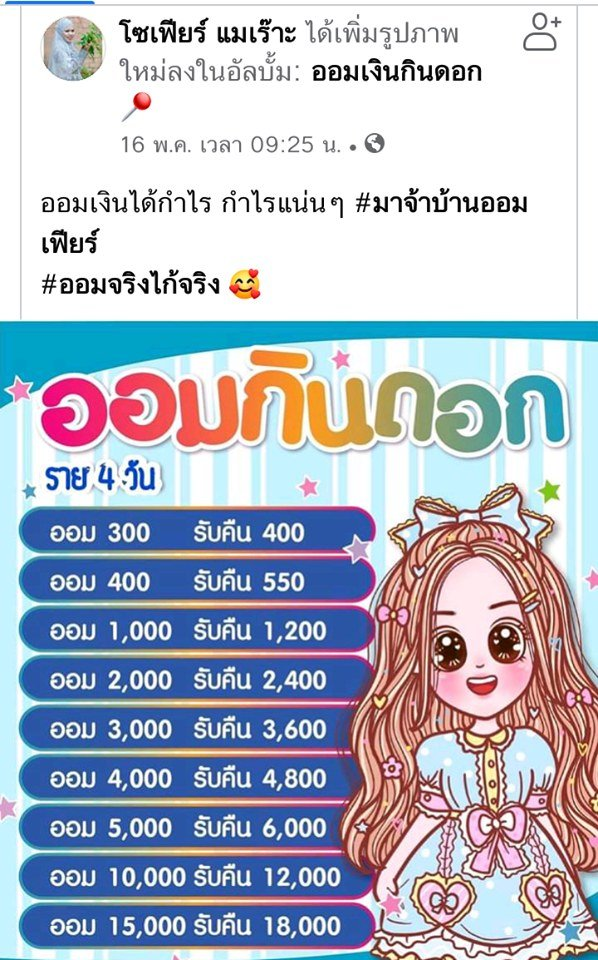 โซเฟียร์ แมเร๊าะ ได้เพิ่มรูปภาพ
ใหม่ลงในอัลบั้ม: ออมเงินกินดอก
📍
16 พ.ค. เวลา 09:25 น. •
ออมเงินได้กำไร กำไรแน่นๆ #มาจ้าบ้านออม
เฟียร์
#ออมจริงไก้จริง 🥰
ออมกินดอก
ราย 4 วัน
ออม 300 รับคืน 400
ออม 400 รับคืน 550
ออม 1,000 รับคืน 1,200
ออม 2,000 รับคืน 2,400
ออม 3,000 รับคืน 3,600
ออม 4,000 รับคืน 4,800
ออม 5,000 รับคืน 6,000
ออม 10,000 รับคืน 12,000
ออม 15,000 รับคืน 18,000